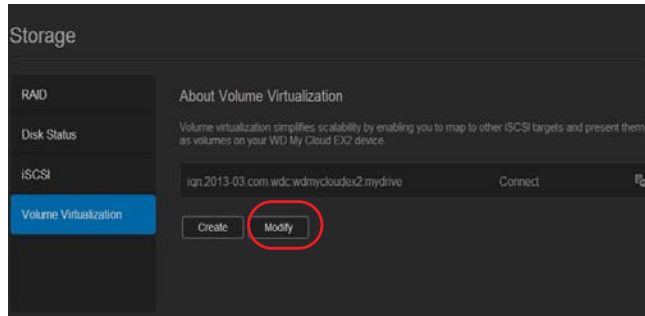 Storage
RAID
About Volume Virtualization
Volume virtualization simplifies scalability by enabling you to map to other iSCSI targets and present them
Disk Status
as volumes on your WD My Cloud EX2 device.
iSCSI
iqn.2013-03.com.wdc:wdmycloudex2:mydrive Connect
Volume Virtualization
Create Modify